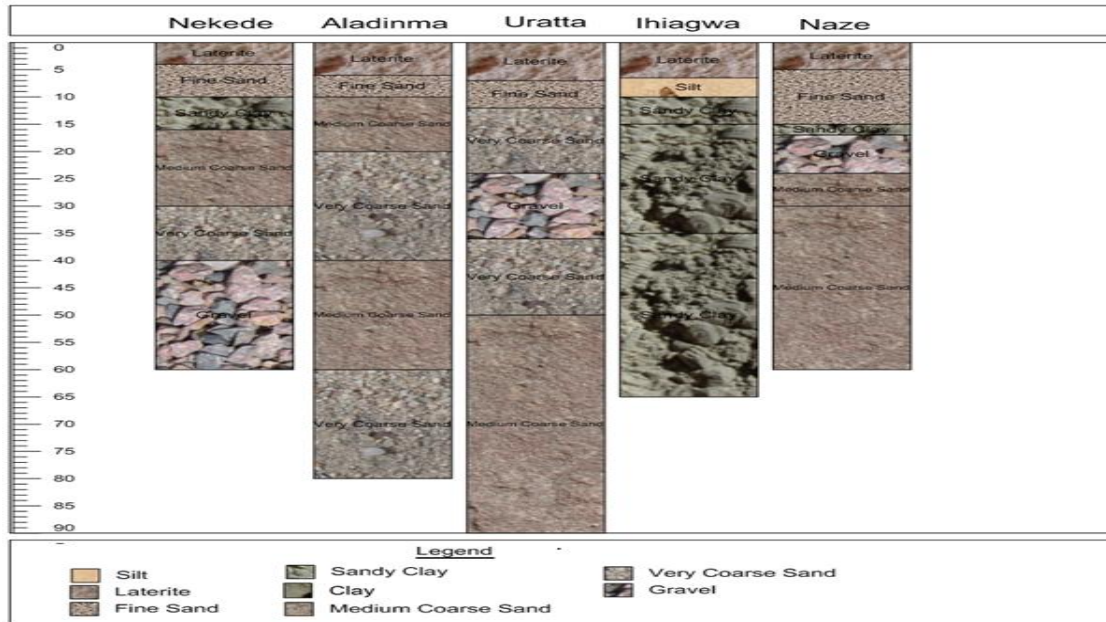 Nekede Aladinma Uratta Ihiagwa Naze
0
5
10
15
20
25
30
35
40
45
50
55
60
65
70
75
80
85
90
Laterite
Fine Sand
Sandy Clay
Medium Coarse Sand
Very Coarse Sand
Gravel
Laterite
Fine Sand
Medium Coarse Sand
Very Coarse Sand
Medium Coarse Sand
Very Coarse Sand
Laterite
Fine Sand
Very Coarse Sand
Gravel
Very Coarse Sand
Medium Coarse Sand
Laterite
Silt
Sandy Clay
Sandy Clay
Sandy Clay
Laterite
Fine Sand
Sandy Clay
Gravel
Medium Coarse Sand
Medium Coarse Sand
Legend
Silt
Laterite
Fine Sand
Sandy Clay
Clay
Medium Coarse Sand
Very Coarse Sand
Gravel